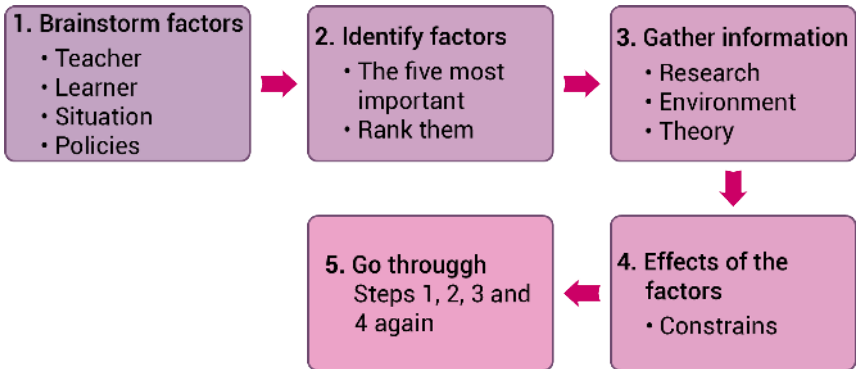 1. Brainstorm factors
• Teacher
• Learner
• Situation
• Policies
2. Identify factors
• The five most
important
• Rank them
3. Gather information
• Research
• Environment
• Theory
4. Effects of the
factors
• Constrains
5. Go througgh
Steps 1, 2, 3 and
4 again